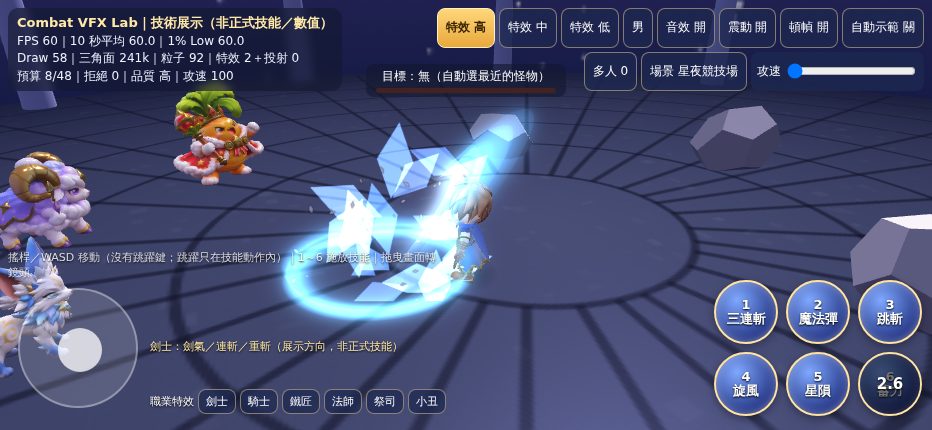 Combat VFX Lab｜技術展示（非正式技能／數值）
FPS 60｜10 秒平均 60.0｜1% Low 60.0
Draw 58｜三角面 241k｜粒子 92｜特效 2＋投射 0
預算 8/48｜拒絕 0｜品質 高｜攻速 100
特效 高
特效 中
特效 低
男
音效 開
震動 開
頓幀 開
自動示範 關
目標：無（自動選最近的怪物）
多人 0
場景 星夜競技場
攻速
搖桿／WASD 移動（沒有跳躍鍵；跳躍只在技能動作內）｜1～6 施放技能｜拖曳畫面轉
鏡頭
1
三連斬
2
魔法彈
3
跳斬
劍士：劍氣／連斬／重斬（展示方向，非正式技能）
4
旋風
5
星隕
6
2.6
職業特效
劍士
騎士
鐵匠
法師
祭司
小丑